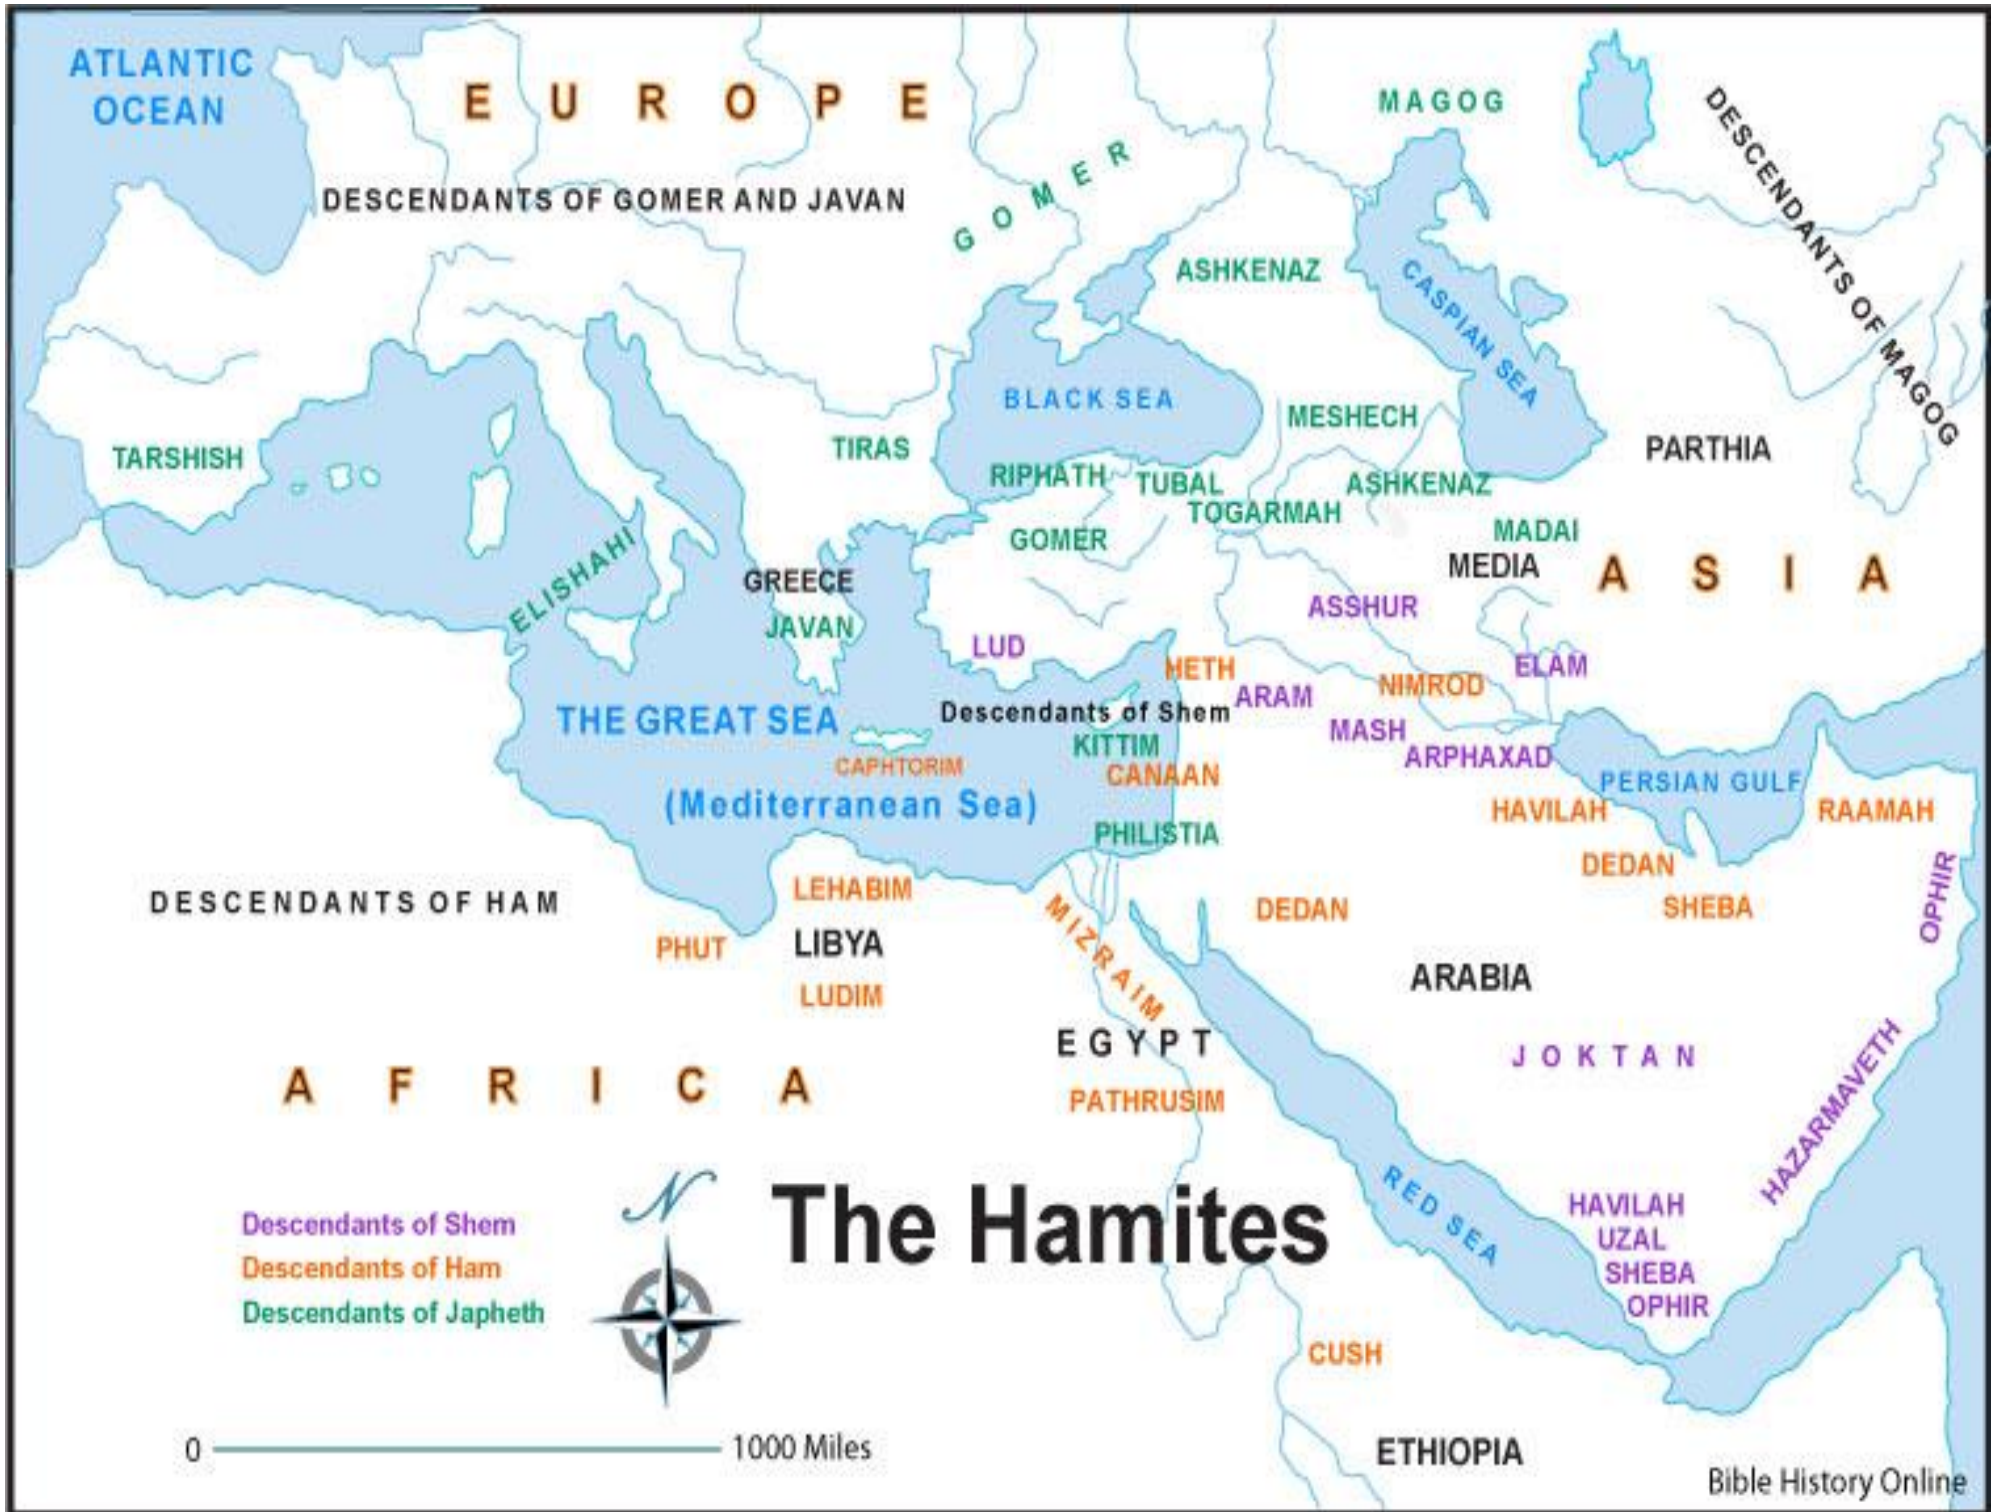 ATLANTIC
OCEAN
EUROPE
MAGOG
DESCENDANTS OF MAGOG
DESCENDANTS OF GOMER AND JAVAN
GOMER
ASHKENAZ
CASPIAN SEA
BLACK SEA
MESHECH
TARSHISH
TIRAS
PARTHIA
RIPHATH
TUBAL
ASHKENAZ
TOGARMAH
GOMER
MADAI
MEDIA
ASIA
ELISHAHI
GREECE
JAVAN
ASSHUR
LUD
HETH
ELAM
ARAM
NIMROD
THE GREAT SEA
Descendants of Shem
MASH
KITTIM
ARPHAXAD
CAPHTORIM
CANAAN
PERSIAN GULF
(Mediterranean Sea)
HAVILAH
RAAMAH
PHILISTIA
DEDAN
OPHIR
DESCENDANTS OF HAM
LEHABIM
MIZRAIM
DEDAN
SHEBA
PHUT
LIBYA
ARABIA
LUDIM
EGYPT
JOKTAN
HAZARMAVETH
AFRICA
PATHRUSIM
N
The Hamites
RED SEA
HAVILAH
UZAL
SHEBA
OPHIR
Descendants of Shem
Descendants of Ham
Descendants of Japheth
CUSH
0 1000 Miles
ETHIOPIA
Bible History Online